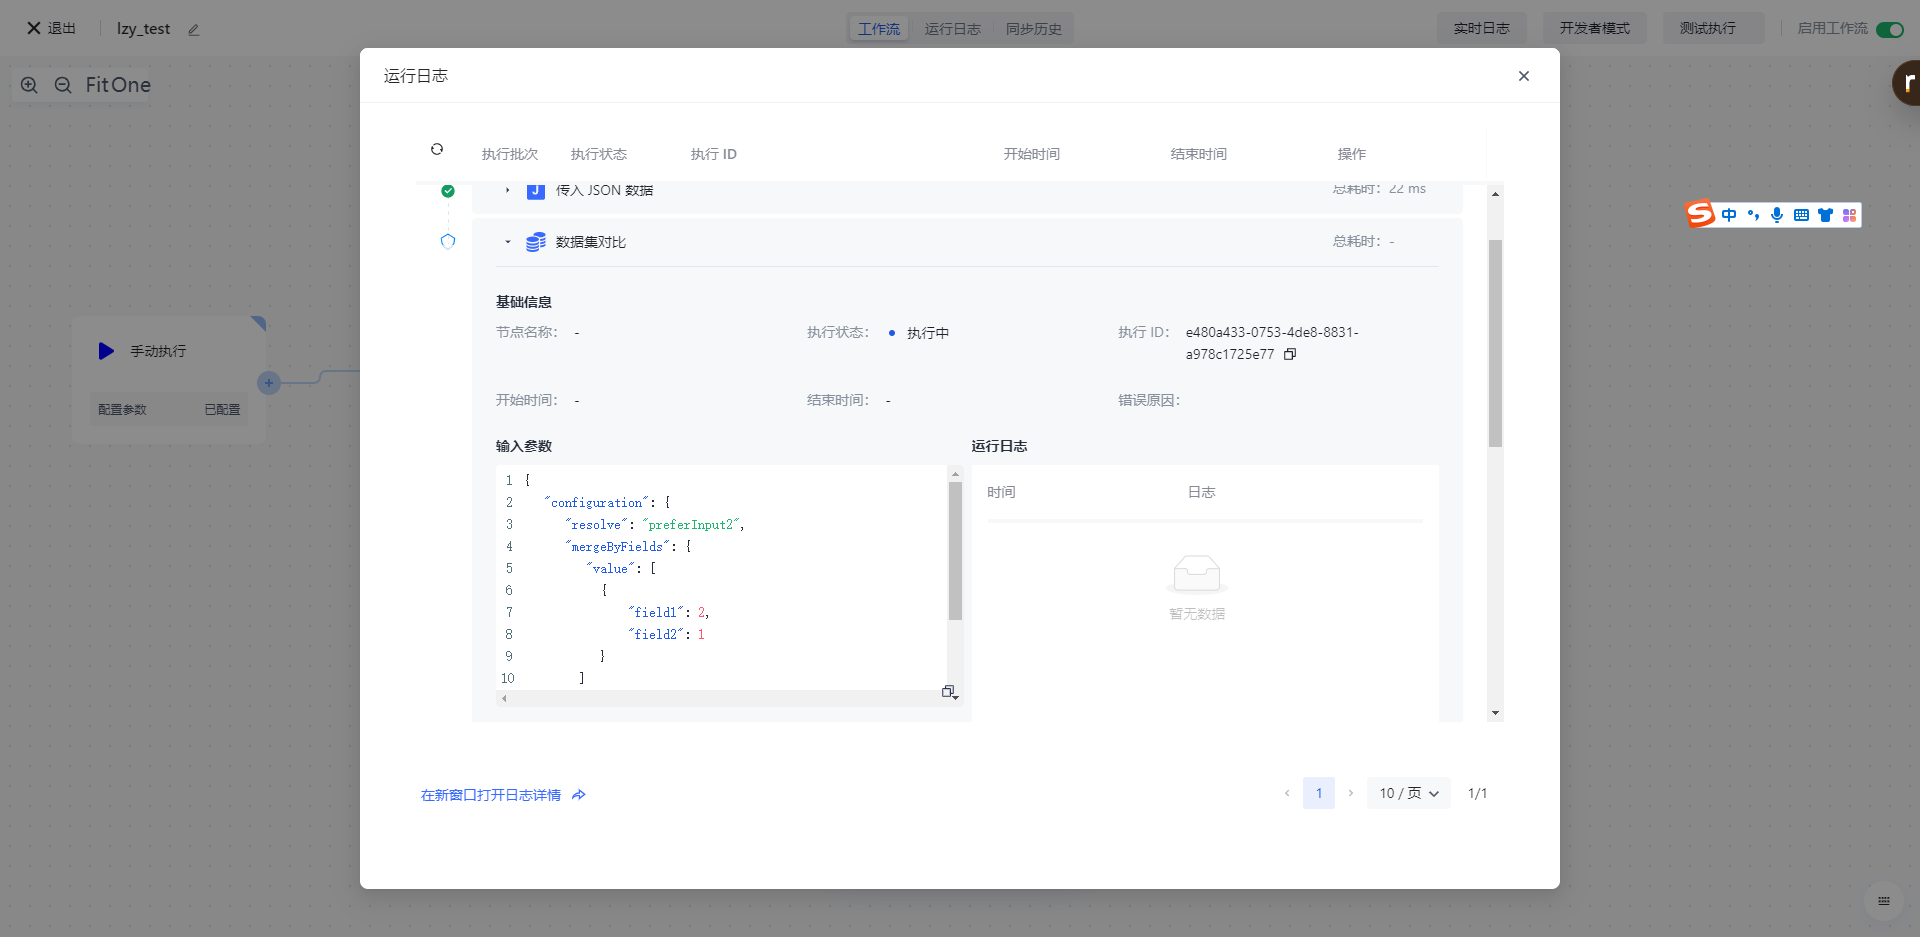 退出
lzy_test
工作流
运行日志
同步历史
实时日志
开发者模式
测试执行
启用工作流
Fit One
运行日志
执行批次
执行状态
执行 ID
开始时间
结束时间
操作
传入 JSON 数据
总耗时： 22 ms
数据集对比
总耗时： -
基础信息
节点名称： -
执行状态： 执行中
执行 ID： e480a433-0753-4de8-8831-
a978c1725e77
开始时间： -
结束时间： -
错误原因：
输入参数
运行日志
1 {
2 "configuration": {
3 "resolve": "preferInput2",
4 "mergeByFields": {
5 "value": [
6 {
7 "field1": 2,
8 "field2": 1
9 }
10 ]
时间
日志
暂无数据
手动执行
配置参数
已配置
在新窗口打开日志详情
1
10 / 页
1/1
中